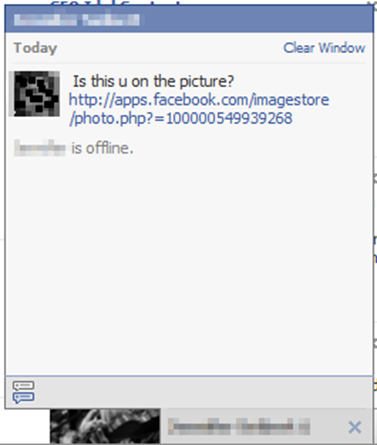 Today Clear Window
Is this u on the picture?
http://apps.facebook.com/imagestore
/photo.php?=100000549939268
is offline.